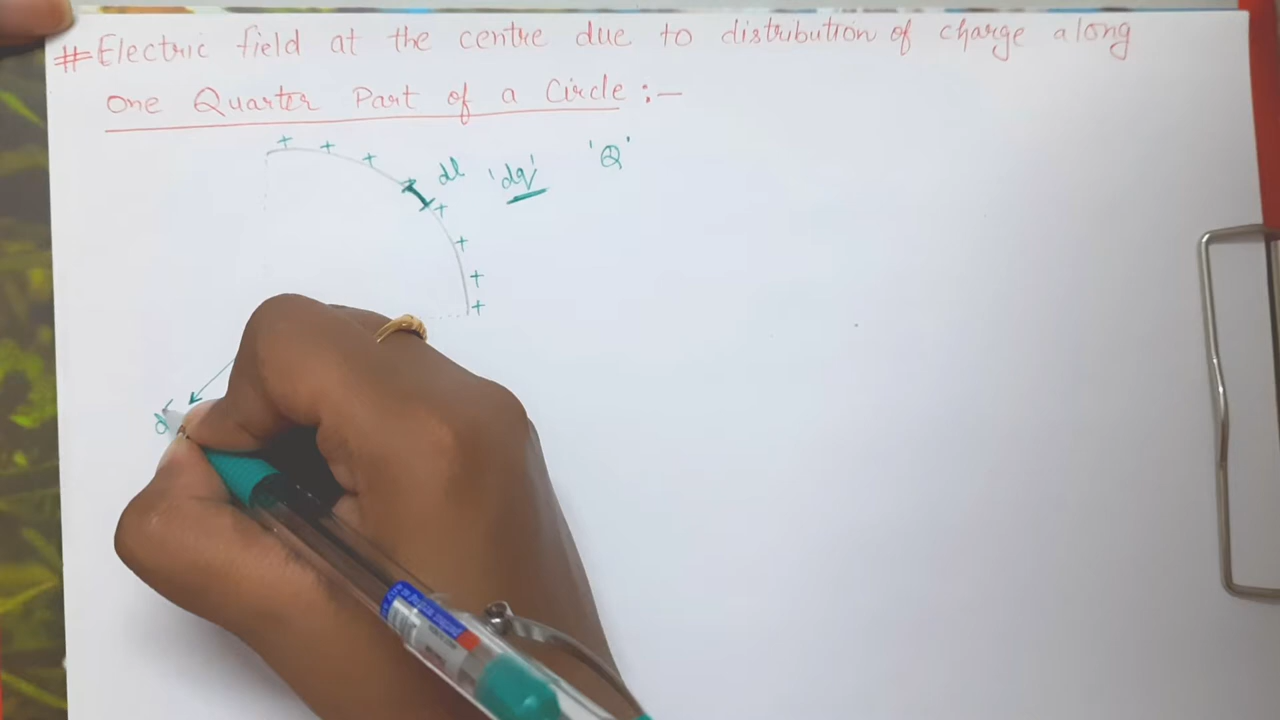 # Electric field at the centre due to distribution of charge along
One Quarter Part of a Circle :-
+ + + dl 'dq' 'Q'
+
+
+
+
d